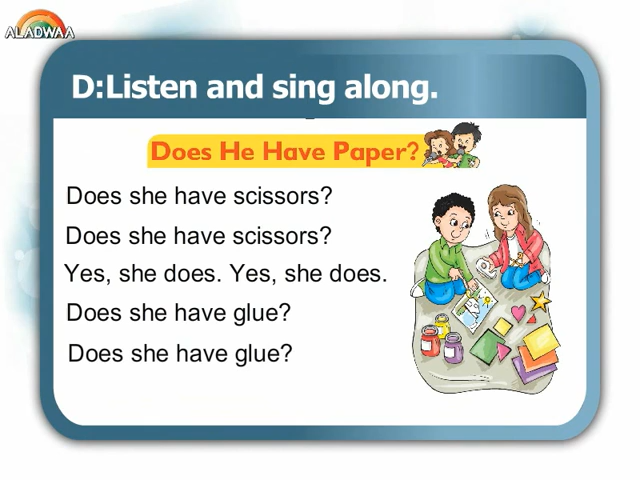 ALADWAA
D:Listen and sing along.
Does He Have Paper?
Does she have scissors?
Does she have scissors?
Yes, she does. Yes, she does.
Does she have glue?
Does she have glue?